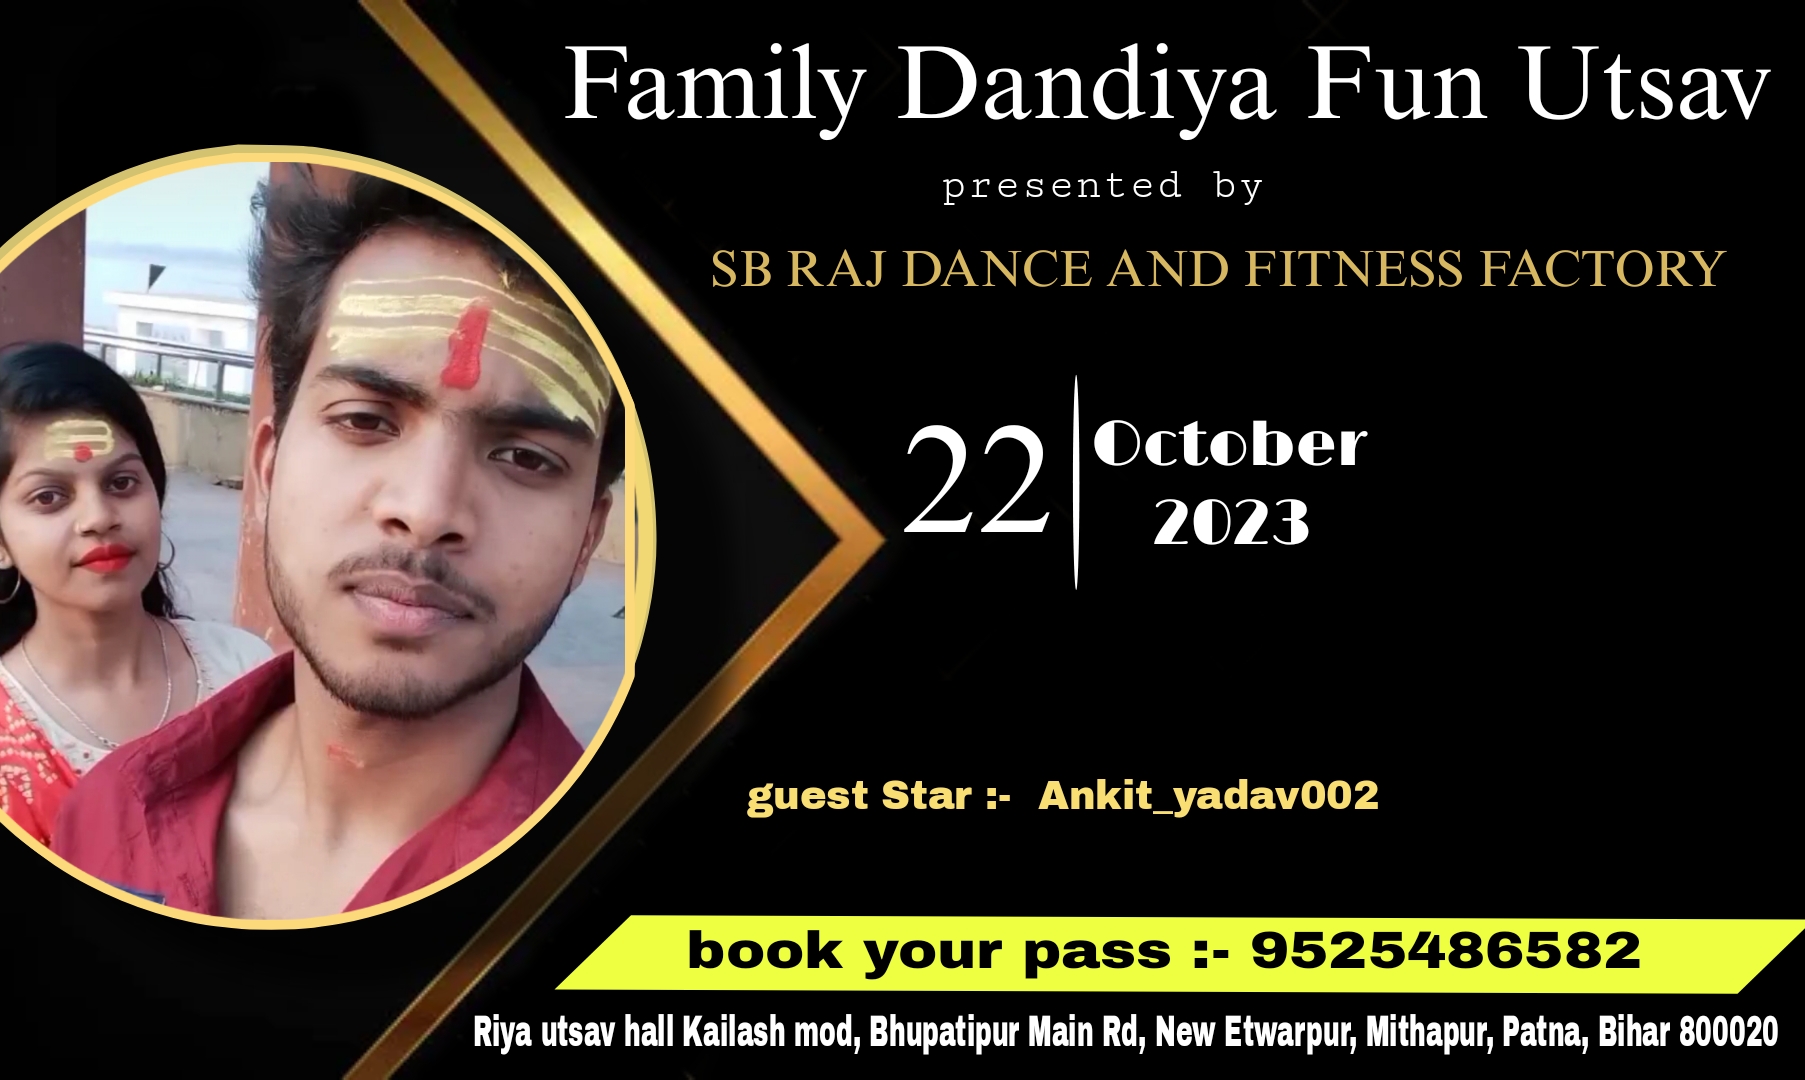 Family Dandiya Fun Utsav
presented by
SB RAJ DANCE AND FITNESS FACTORY
22
October
2023
guest Star :- Ankit_yadav002
book your pass :- 9525486582
Riya utsav hall Kailash mod, Bhupatipur Main Rd, New Etwarpur, Mithapur, Patna, Bihar 800020